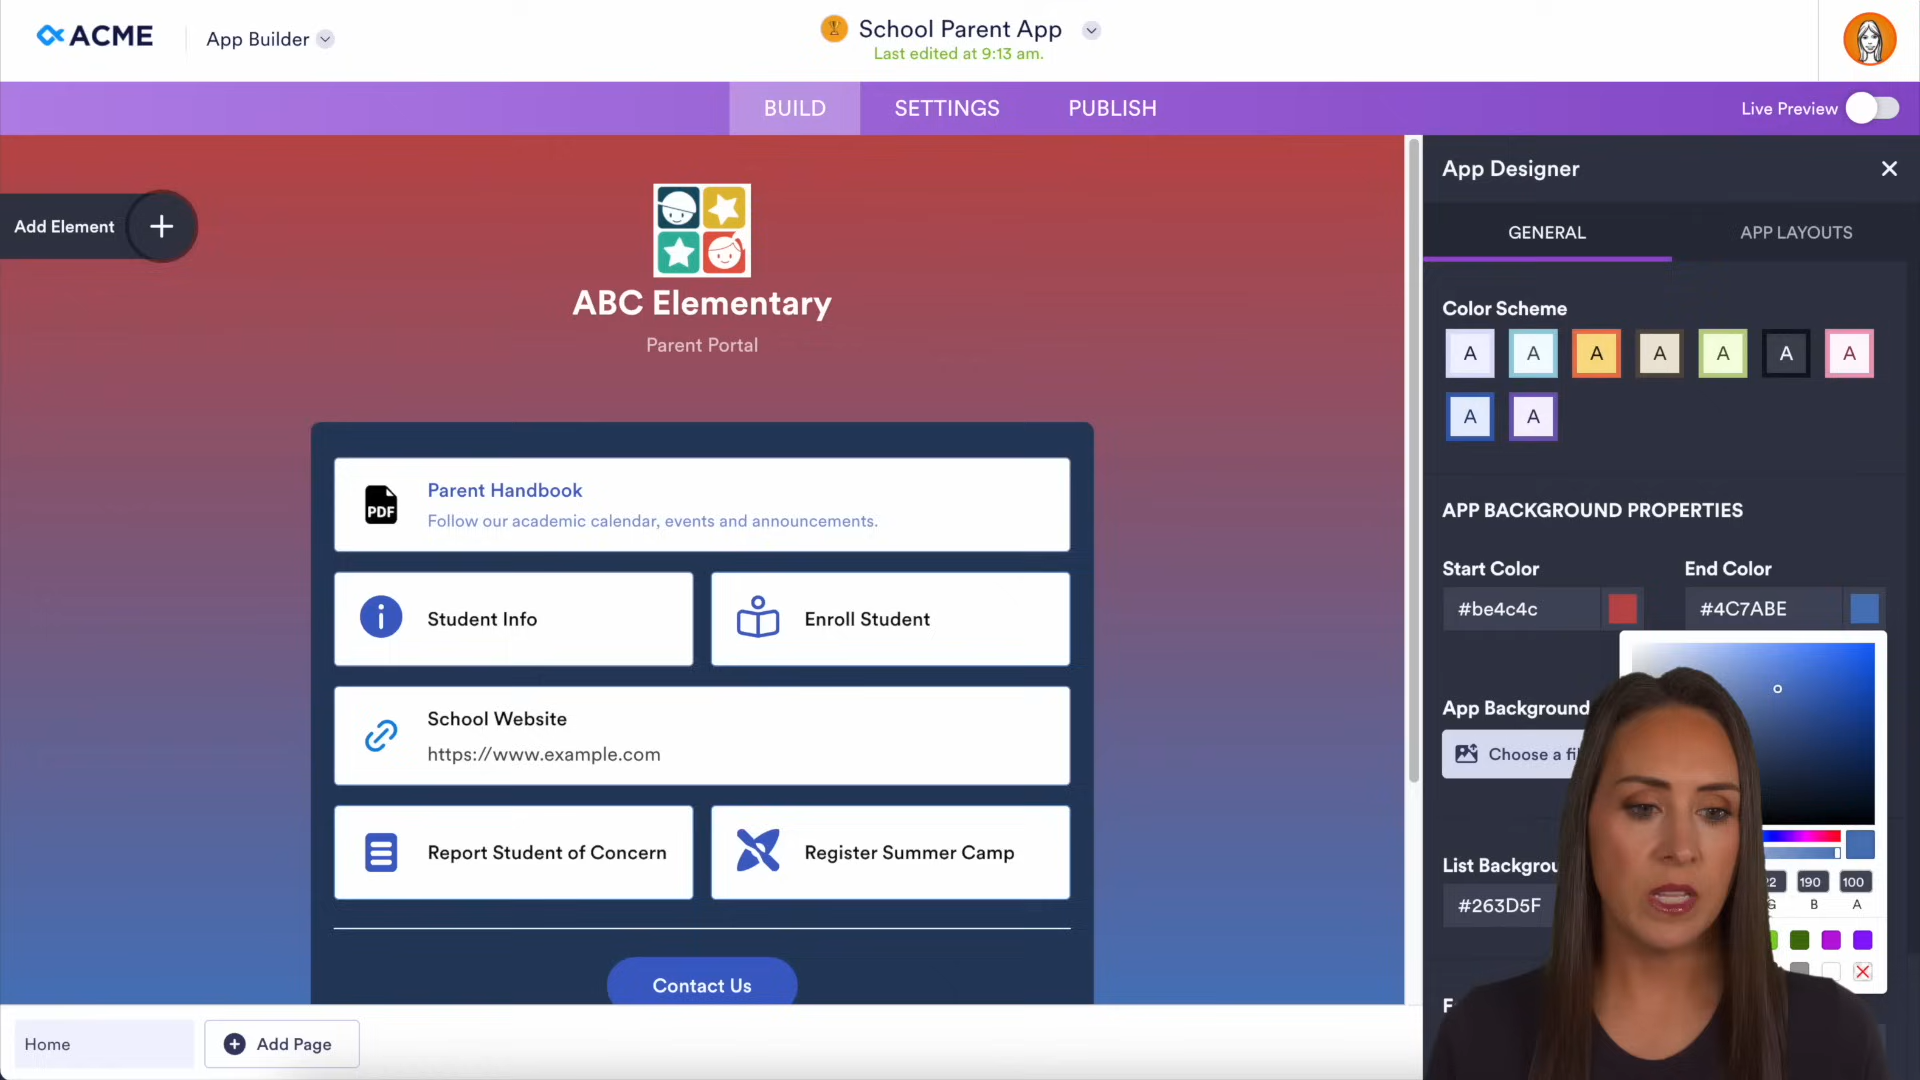 ACME
App Builder
School Parent App
Last edited at 9:13 am.
BUILD
SETTINGS
PUBLISH
Live Preview
Add Element
ABC Elementary
Parent Portal
PDF
Parent Handbook
Follow our academic calendar, events and announcements.
i
Student Info
Enroll Student
School Website
https://www.example.com
Report Student of Concern
Register Summer Camp
Contact Us
Home
Add Page
App Designer
GENERAL
APP LAYOUTS
Color Scheme
A A A A A A A
A A
APP BACKGROUND PROPERTIES
Start Color
End Color
#be4c4c
#4C7ABE
App Background
Choose a fi
List Backgrou
#263D5F
190 100
G B A